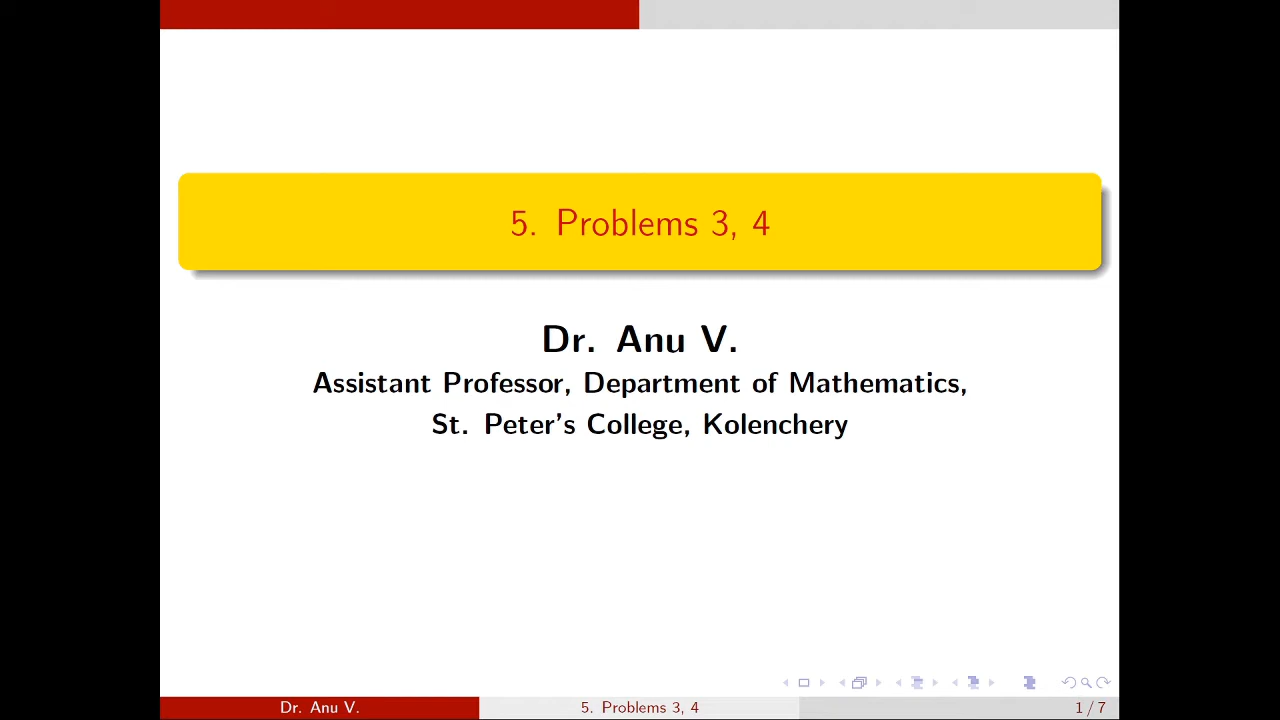 5. Problems 3, 4
Dr. Anu V.
Assistant Professor, Department of Mathematics,
St. Peter's College, Kolenchery
Dr. Anu V.
5. Problems 3, 4
1 / 7